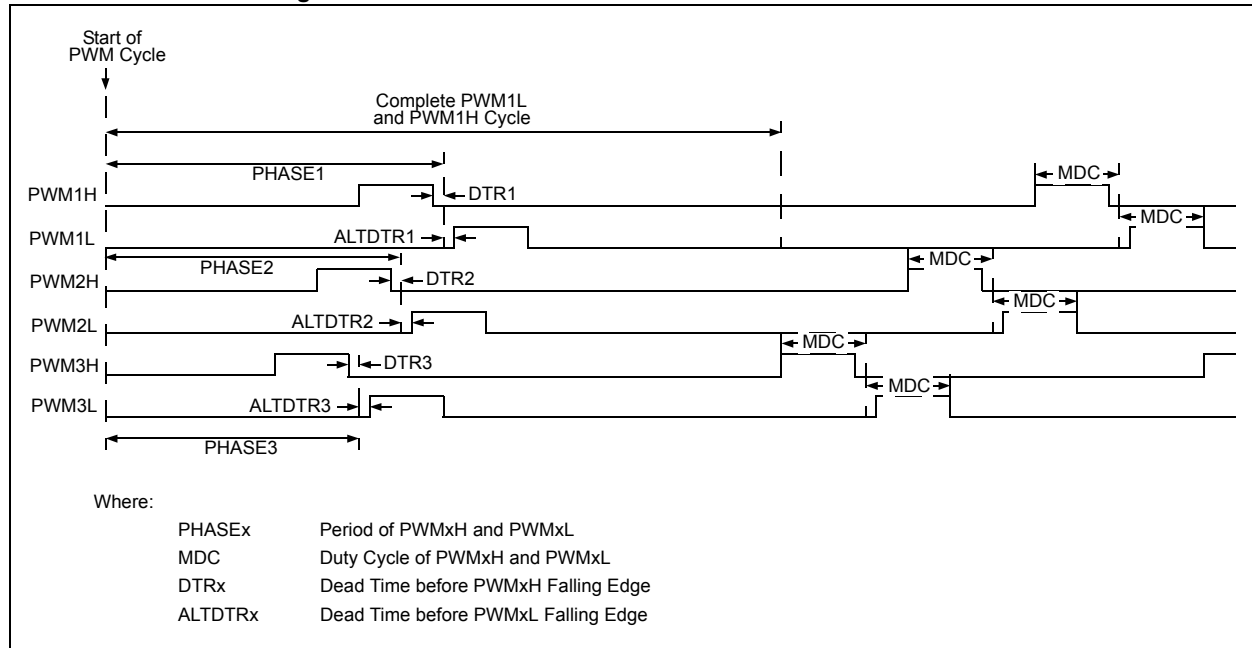 Start of
PWM Cycle
Complete PWM1L
and PWM1H Cycle
PHASE1
MDC
PWM1H
DTR1
MDC
PWM1L
ALTDTR1
PHASE2
MDC
PWM2H
DTR2
MDC
PWM2L
ALTDTR2
MDC
PWM3H
DTR3
MDC
PWM3L
ALTDTR3
PHASE3
Where:
PHASEx Period of PWMxH and PWMxL
MDC Duty Cycle of PWMxH and PWMxL
DTRx Dead Time before PWMxH Falling Edge
ALTDTRx Dead Time before PWMxL Falling Edge